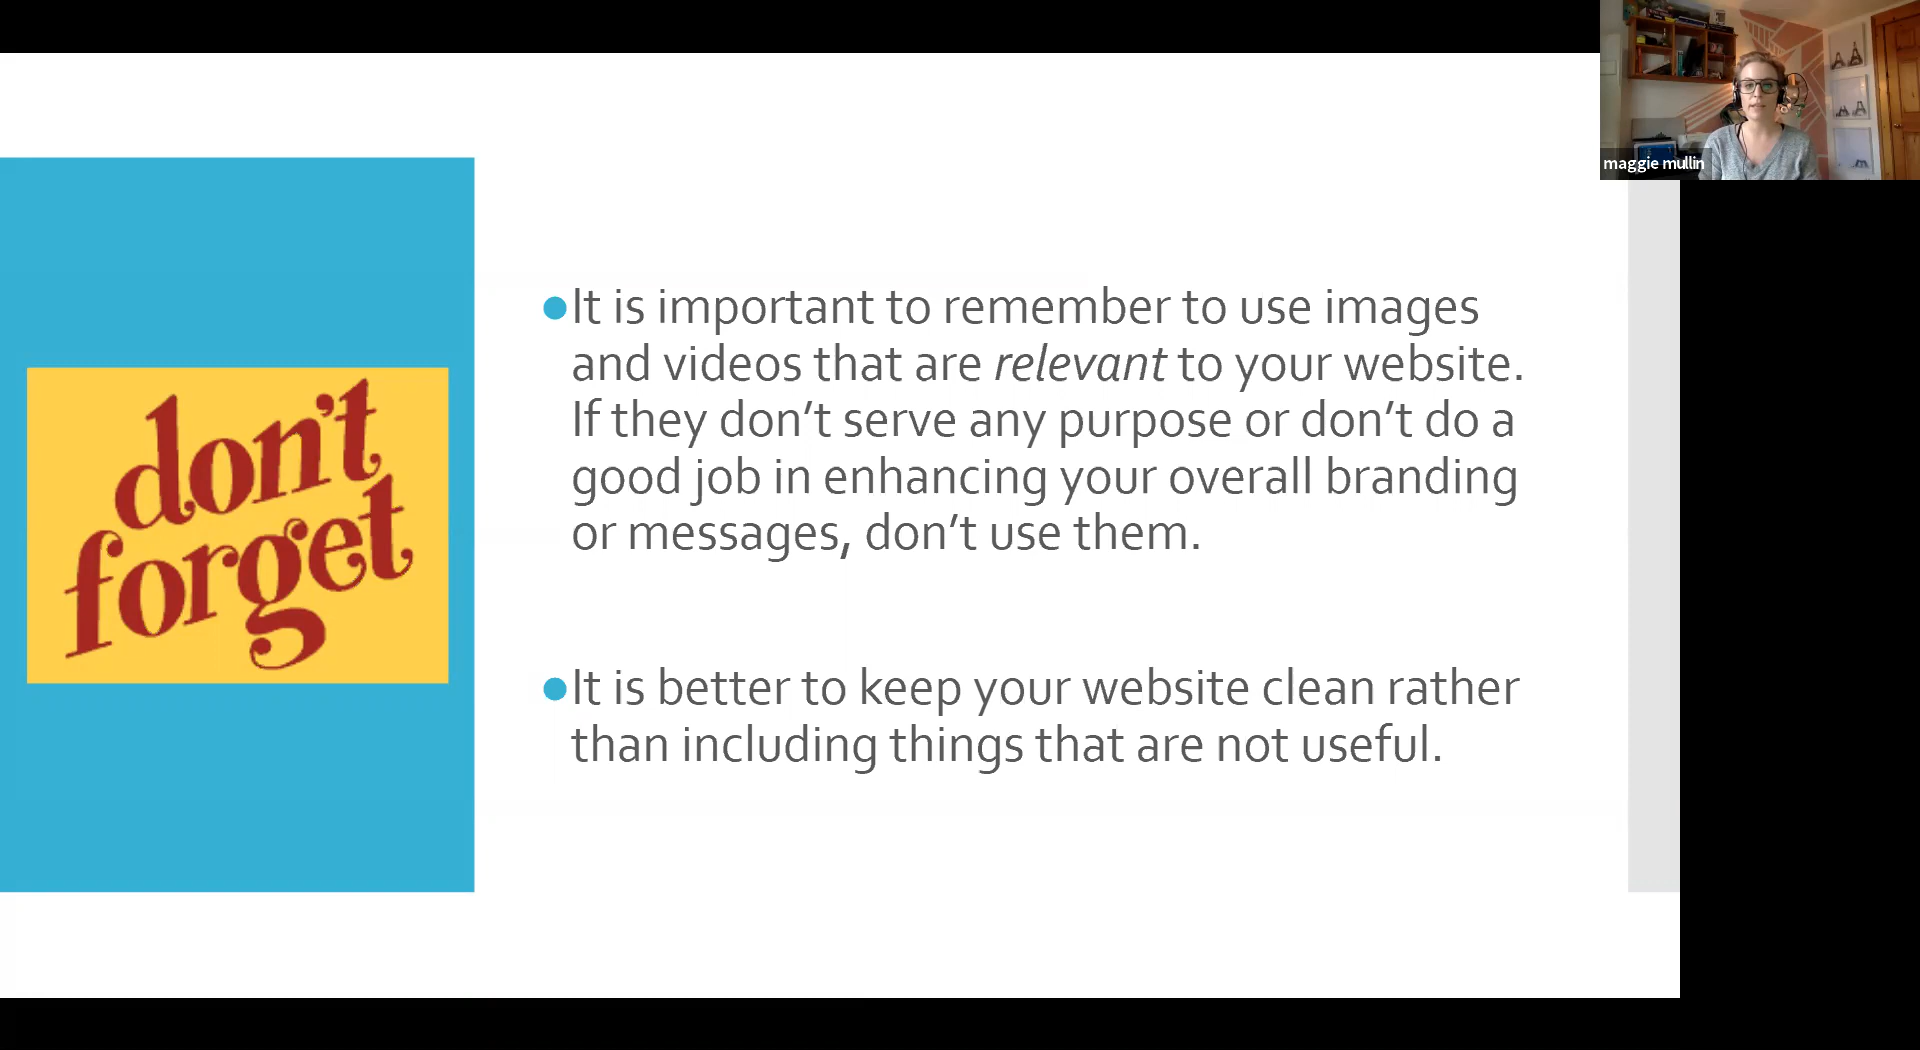 maggie mullin
don't
forget
•It is important to remember to use images
and videos that are relevant to your website.
If they don’t serve any purpose or don’t do a
good job in enhancing your overall branding
or messages, don’t use them.
•It is better to keep your website clean rather
than including things that are not useful.